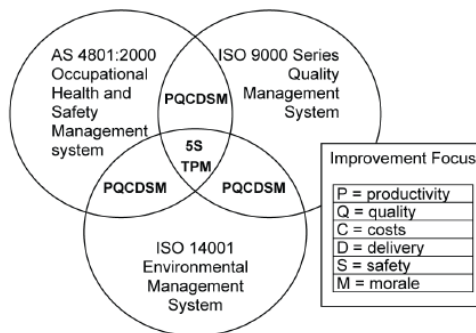 AS 4801:2000
Occupational
Health and
Safety
Management
system
ISO 9000 Series
Quality
Management
System
PQCDSM
5S
TPM
PQCDSM
PQCDSM
ISO 14001
Environmental
Management
System
Improvement Focus
P = productivity
Q = quality
C = costs
D = delivery
S = safety
M = morale